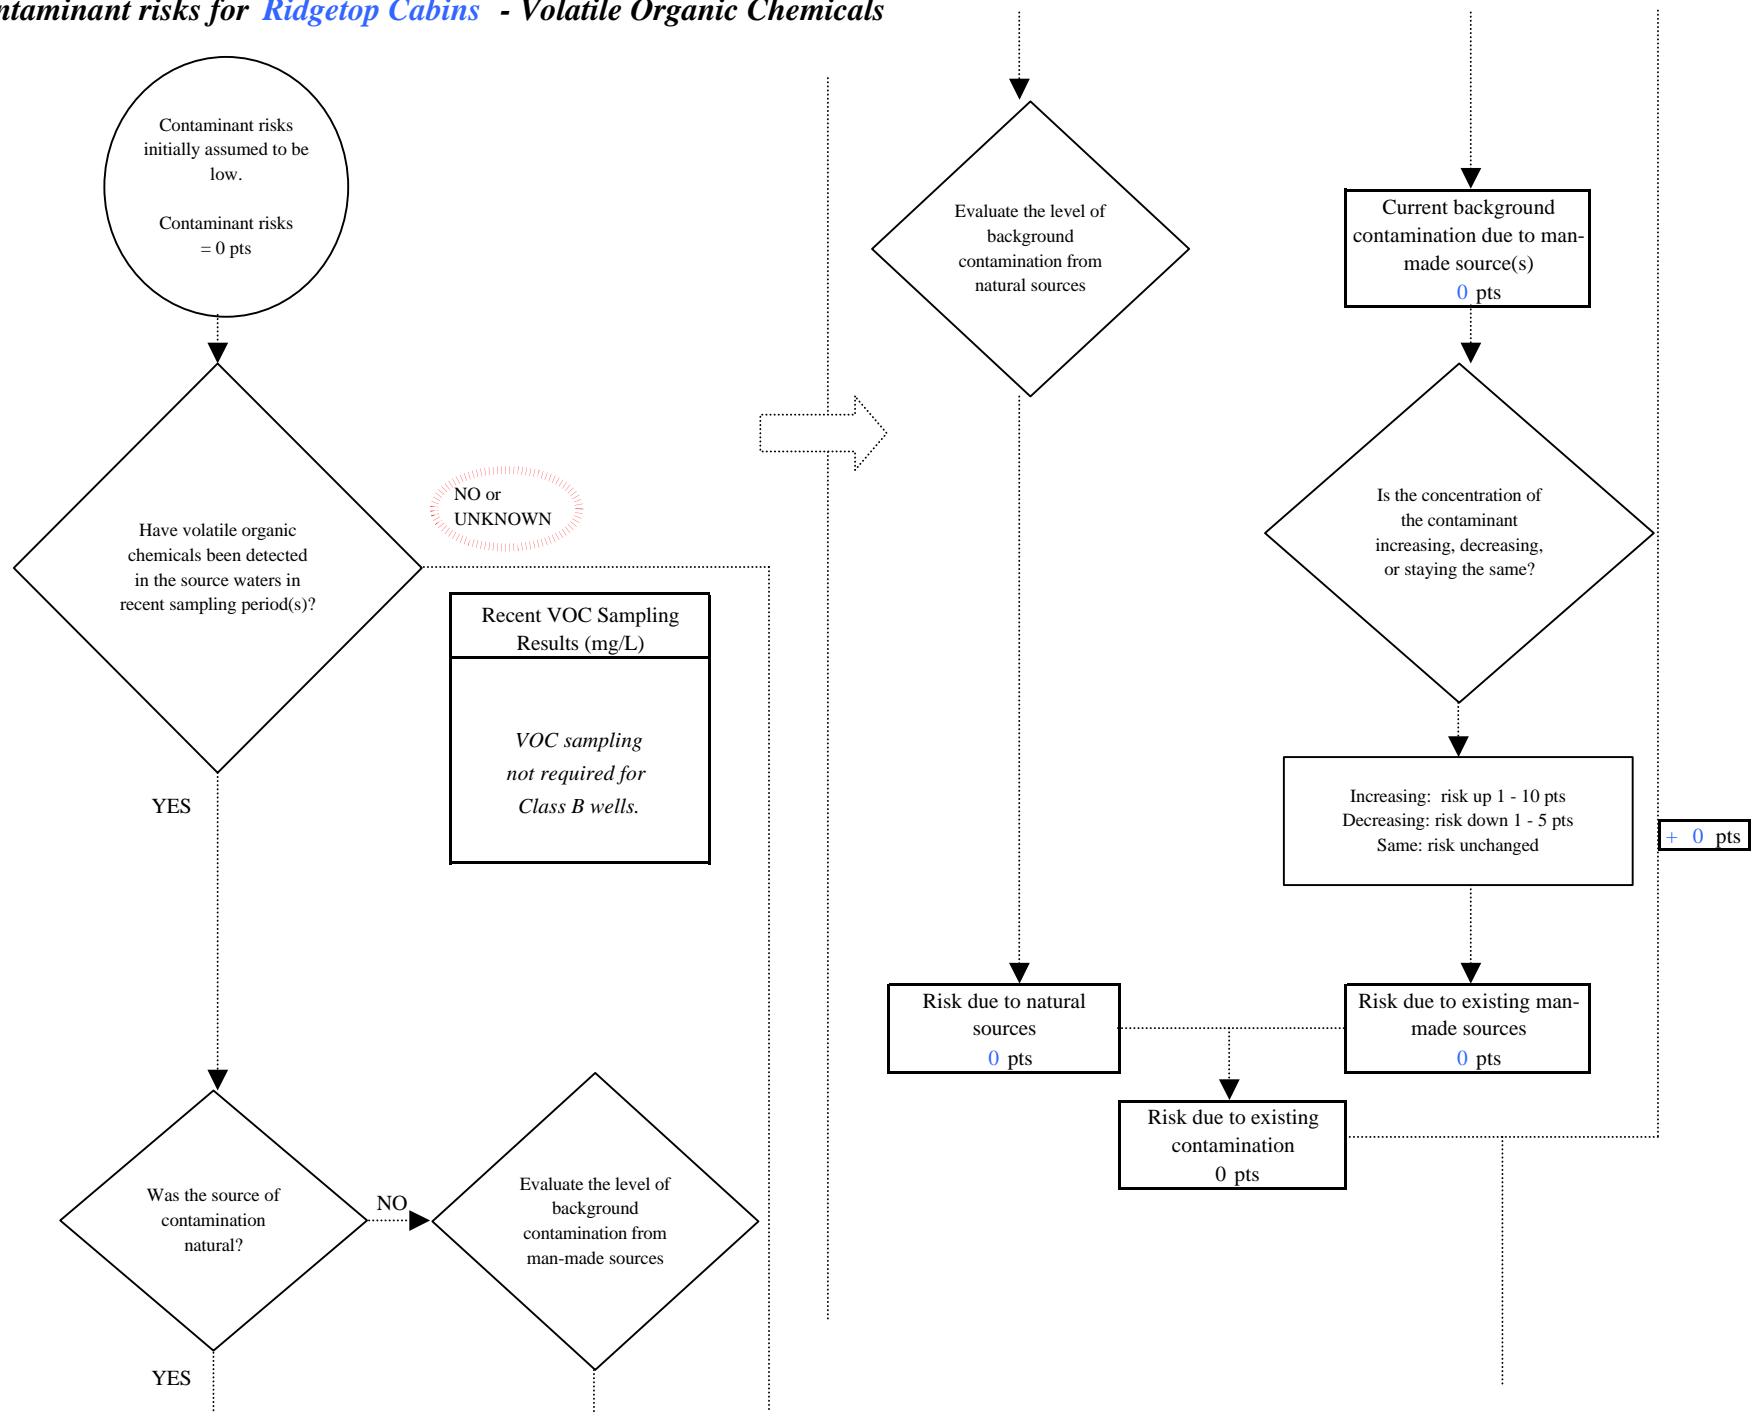 ntaminant risks for Ridgetop Cabins - Volatile Organic Chemicals
Contaminant risks
initially assumed to be
low.
Contaminant risks
= 0 pts
Have volatile organic
chemicals been detected
in the source waters in
recent sampling period(s)?
NO or
UNKNOWN
Recent VOC Sampling
Results (mg/L)
VOC sampling
not required for
Class B wells.
YES
Was the source of
contamination
natural?
NO
Evaluate the level of
background
contamination from
man-made sources
YES
Evaluate the level of
background
contamination from
natural sources
Current background
contamination due to man-
made source(s)
0 pts
Is the concentration of
the contaminant
increasing, decreasing,
or staying the same?
Increasing: risk up 1 - 10 pts
Decreasing: risk down 1 - 5 pts
Same: risk unchanged
+ 0 pts
Risk due to natural
sources
0 pts
Risk due to existing man-
made sources
0 pts
Risk due to existing
contamination
0 pts